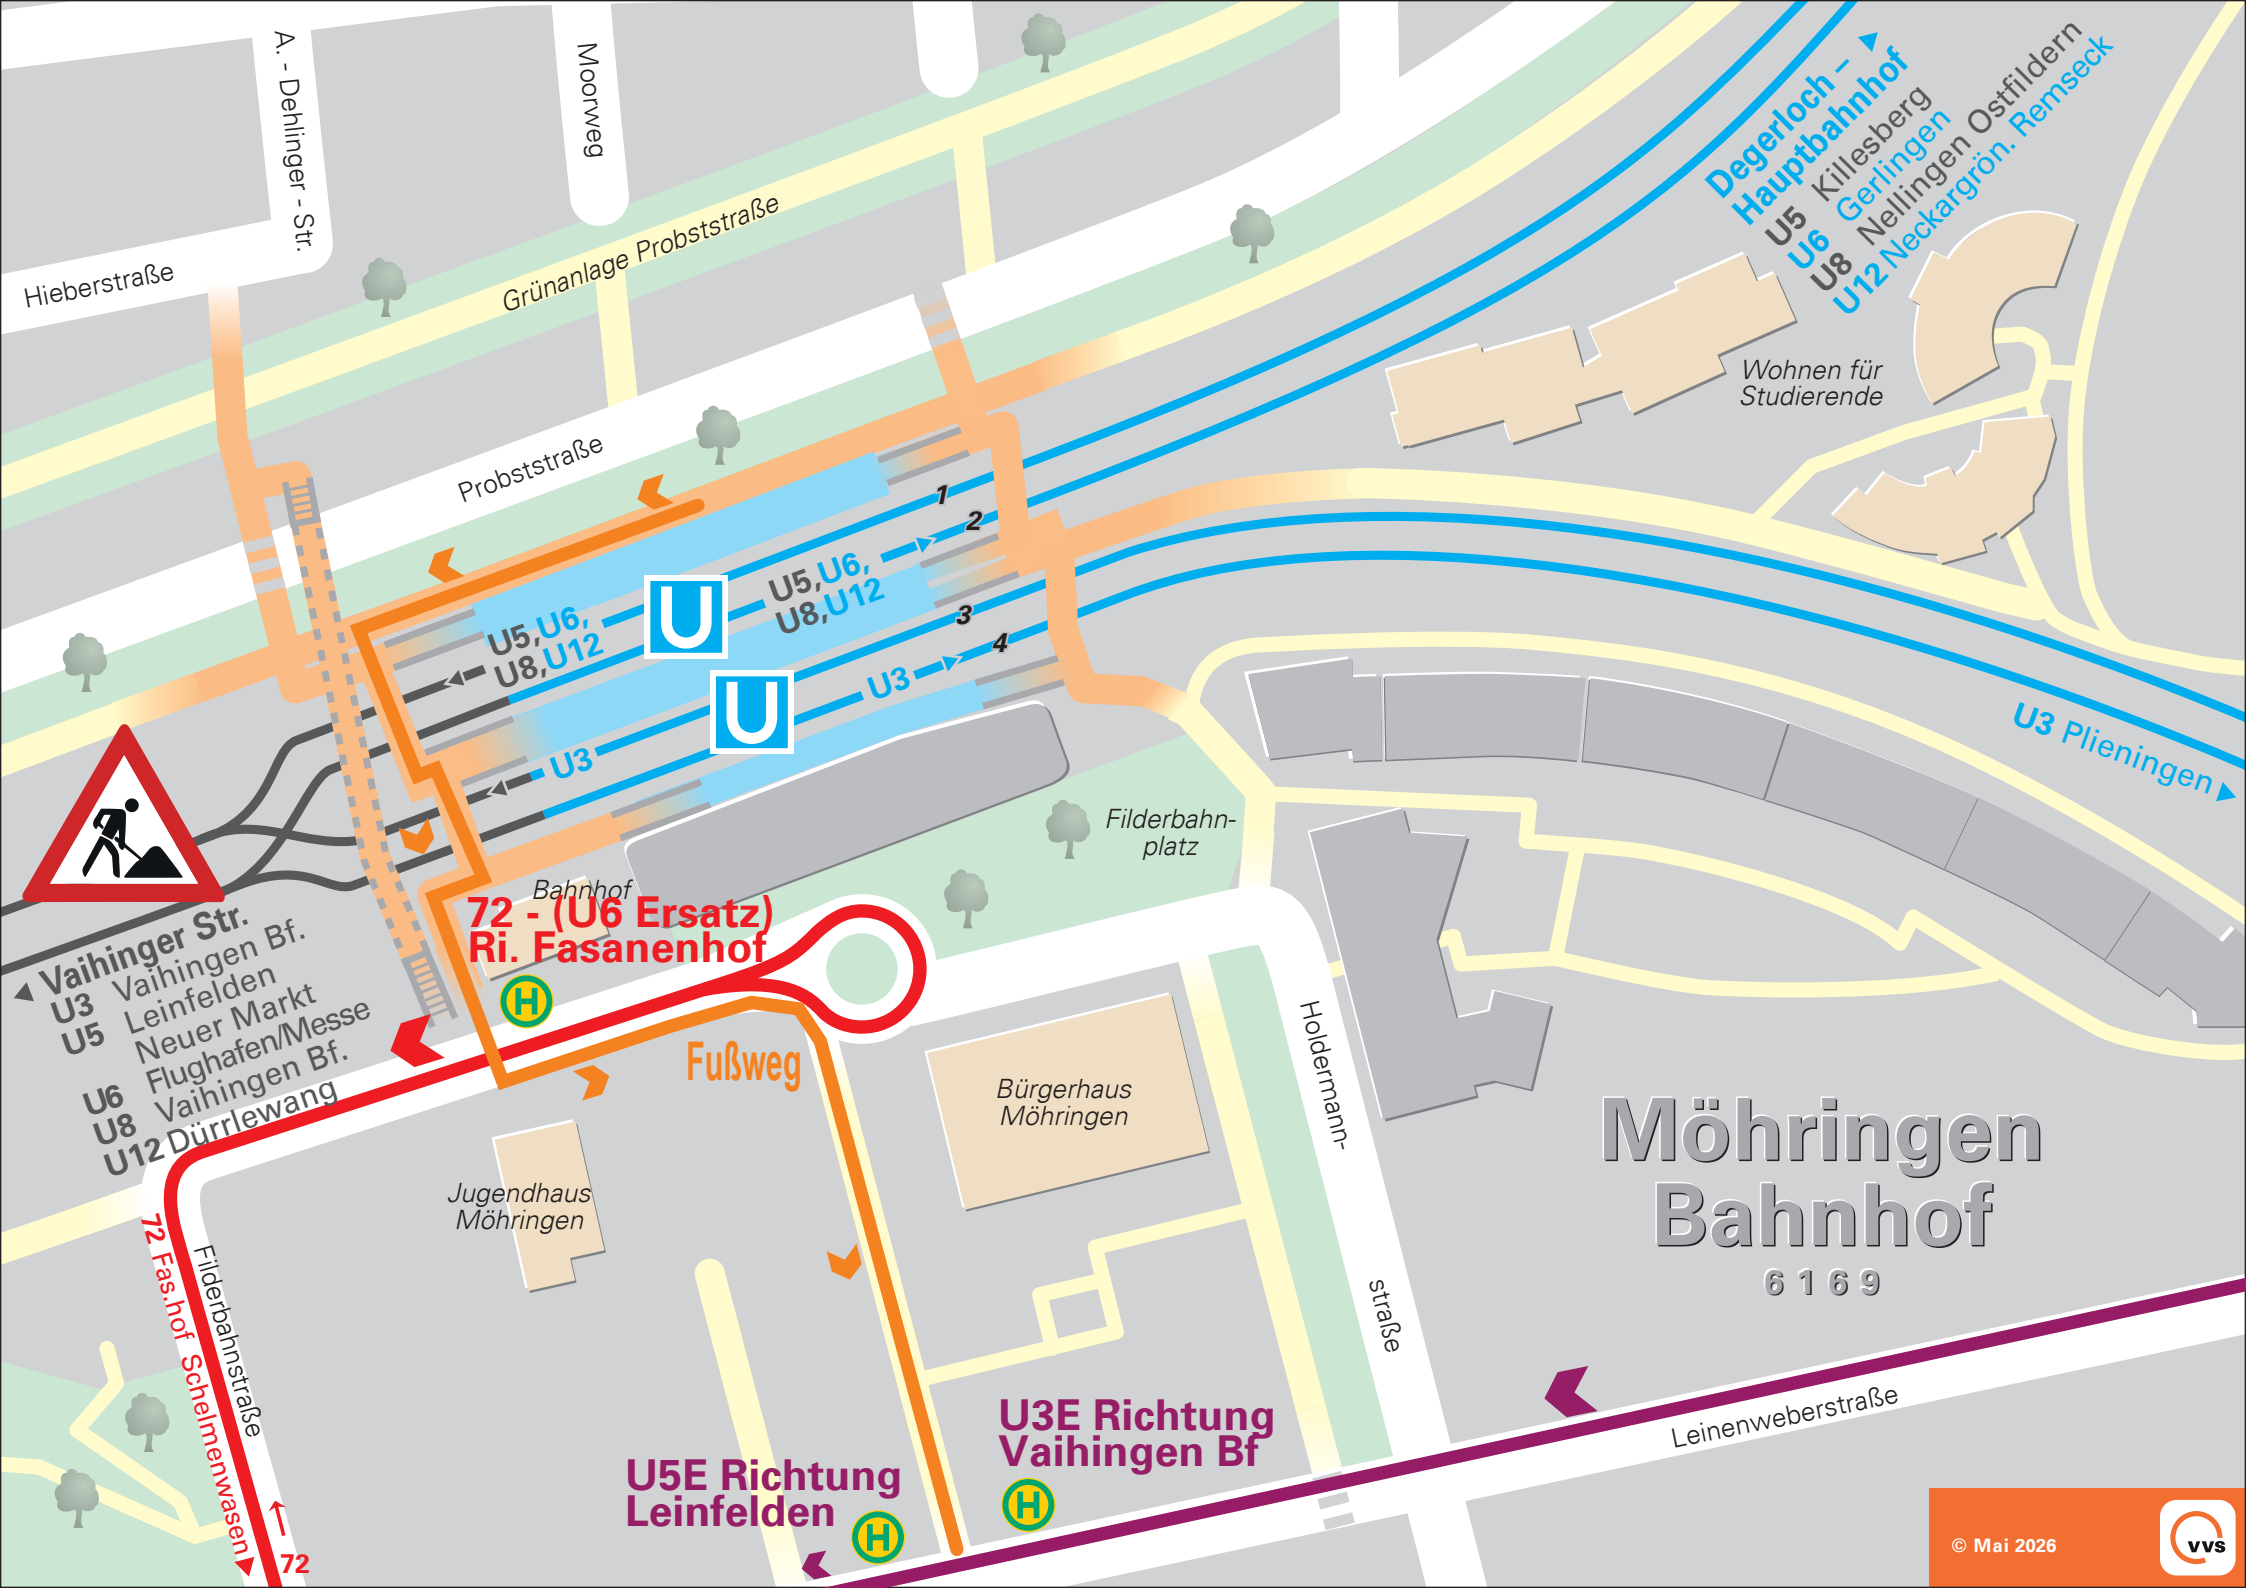 A. - Dehlinger - Str.
Moorweg
Hieberstraße
Grünanlage Probststraße
Probststraße
Degerloch –
Hauptbahnhof
U5 Killesberg
U6 Gerlingen
U8 Nellingen Ostfildern
U12 Neckargrön. Remseck
Wohnen für
Studierende
1
2
3
4
U5,U6,
U8,U12
U5,U6,
U8,U12
U
U
U3
U3
U3 Plieningen
Filderbahn-
platz
Bahnhof
72 - (U6 Ersatz)
Ri. Fasanenhof
H
Vaihinger Str.
U3 Vaihingen Bf.
U5 Leinfelden
Neuer Markt
U6 Flughafen/Messe
U8 Vaihingen Bf.
U12 Dürrlewang
Fußweg
Bürgerhaus
Möhringen
Holdermann-
straße
Jugendhaus
Möhringen
Möhringen
Bahnhof
6169
72 Fas.hof Schelmenwasen
Filderbahnstraße
72
U3E Richtung
Vaihingen Bf
H
U5E Richtung
Leinfelden
H
Leinenweberstraße
© Mai 2026
vvs